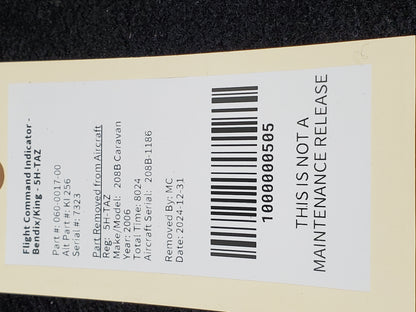 Flight Command Indicator -
Bendix/King - 5H-TAZ
Part #: 060-0017-00
Alt Part #: KI 256
Serial #: 7323
Part Removed from Aircraft
Reg: 5H-TAZ
Make/Model: 208B Caravan
Year: 2006
Total Time: 8024
Aircraft Serial: 208B-1186
Removed By: MC
Date: 2024-12-31
1000000505
THIS IS NOT A
MAINTENANCE RELEASE